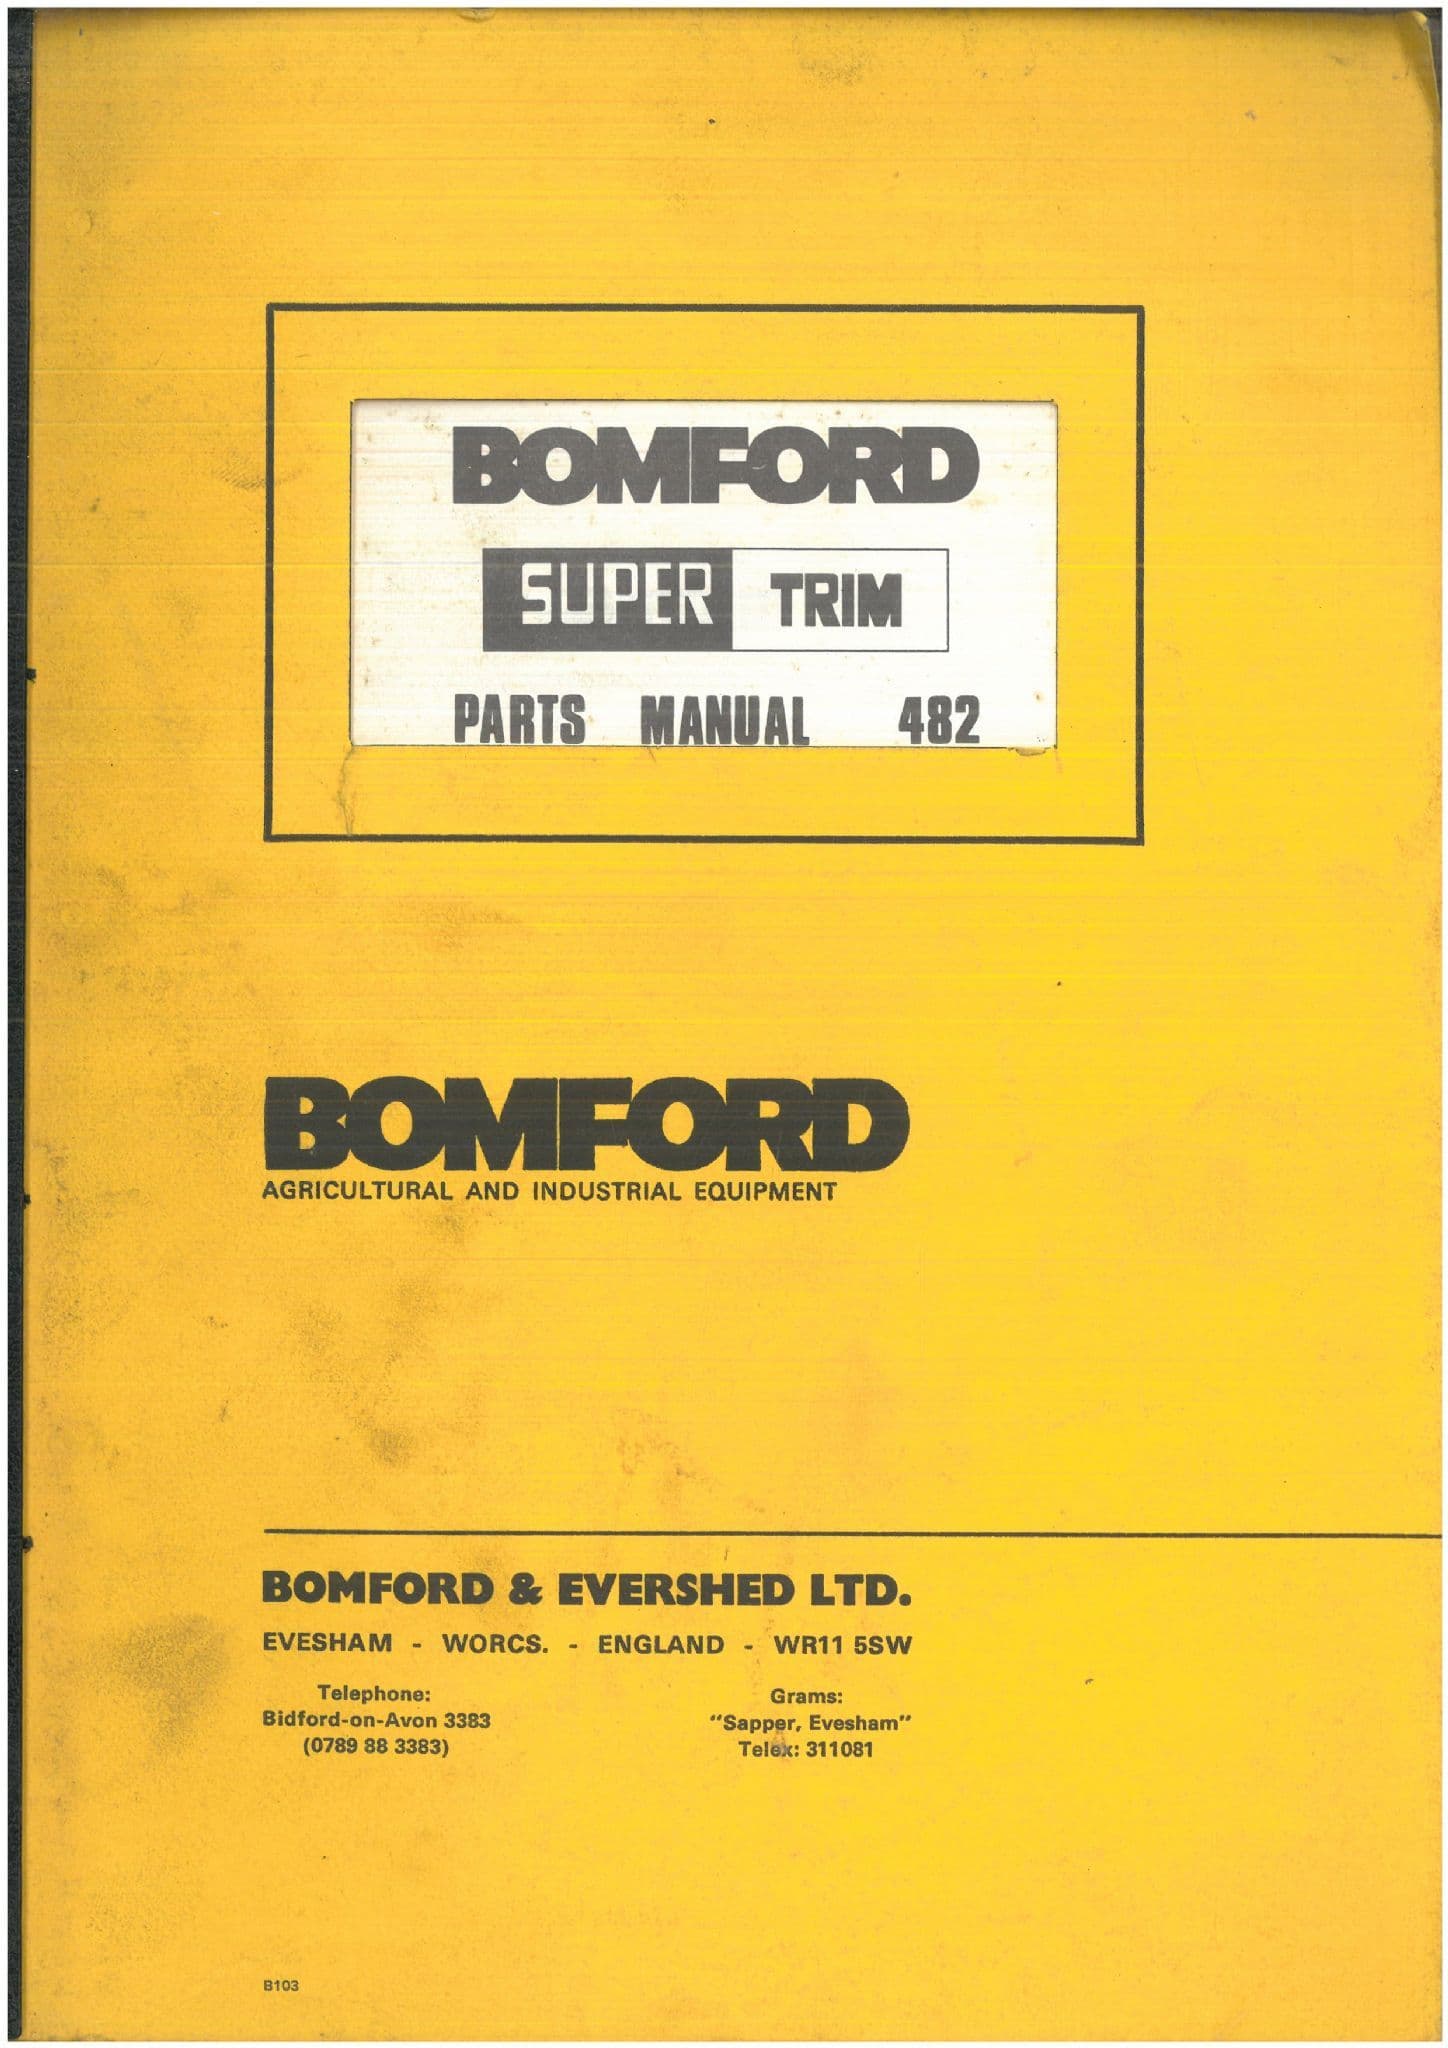 BOMFORD
SUPER TRIM
PARTS MANUAL 482
BOMFORD
AGRICULTURAL AND INDUSTRIAL EQUIPMENT
BOMFORD & EVERSHED LTD.
EVESHAM - WORCS. - ENGLAND - WR11 5SW
Telephone:
Bidford-on-Avon 3383
(0789 88 3383)
Grams:
"Sapper, Evesham"
Telex: 311081
B103